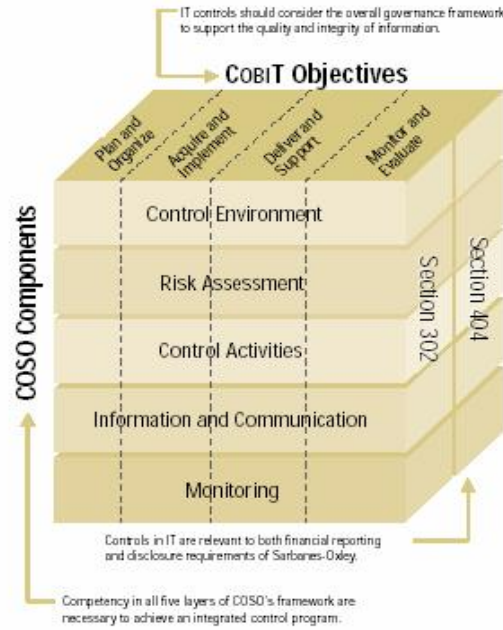 IT controls should consider the overall governance framework
to support the quality and integrity of information.
COBIT Objectives
Plan and
Organize
Acquire and
Implement
Deliver and
Support
Monitor and
Evaluate
COSO Components
Control Environment
Risk Assessment
Control Activities
Information and Communication
Monitoring
Section 302
Section 404
Controls in IT are relevant to both financial reporting
and disclosure requirements of Sarbanes-Oxley.
Competency in all five layers of COSO's framework are
necessary to achieve an integrated control program.